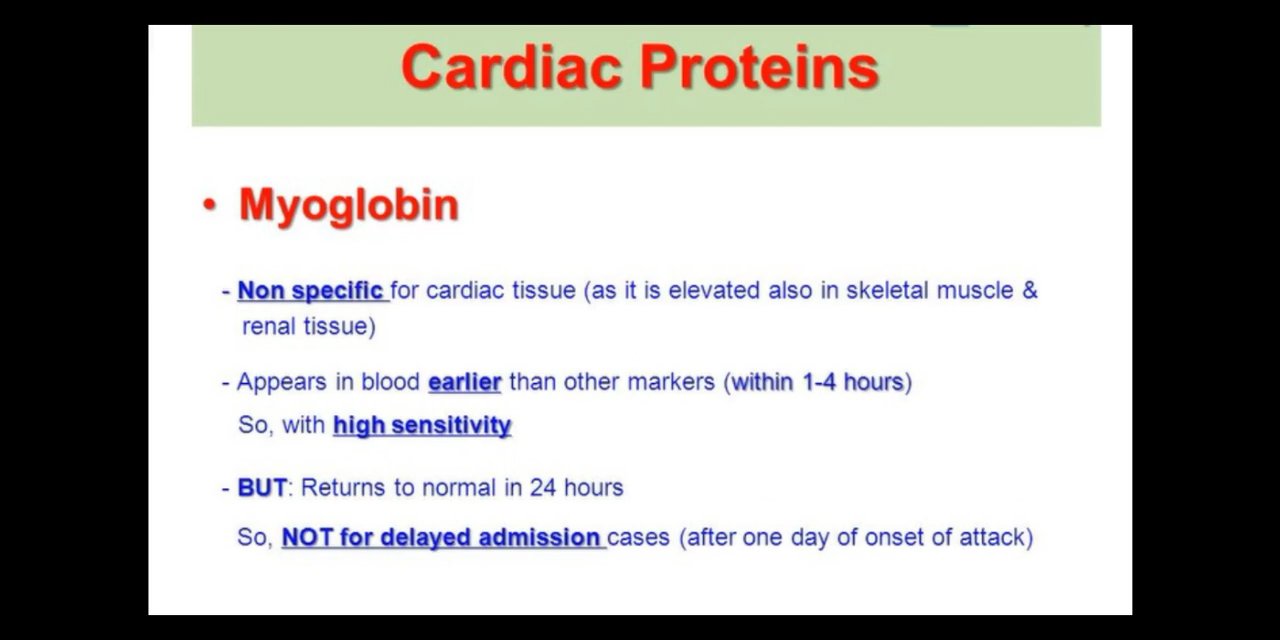 Cardiac Proteins
• Myoglobin
- Non specific for cardiac tissue (as it is elevated also in skeletal muscle &
renal tissue)
- Appears in blood earlier than other markers (within 1-4 hours)
So, with high sensitivity
- BUT: Returns to normal in 24 hours
So, NOT for delayed admission cases (after one day of onset of attack)